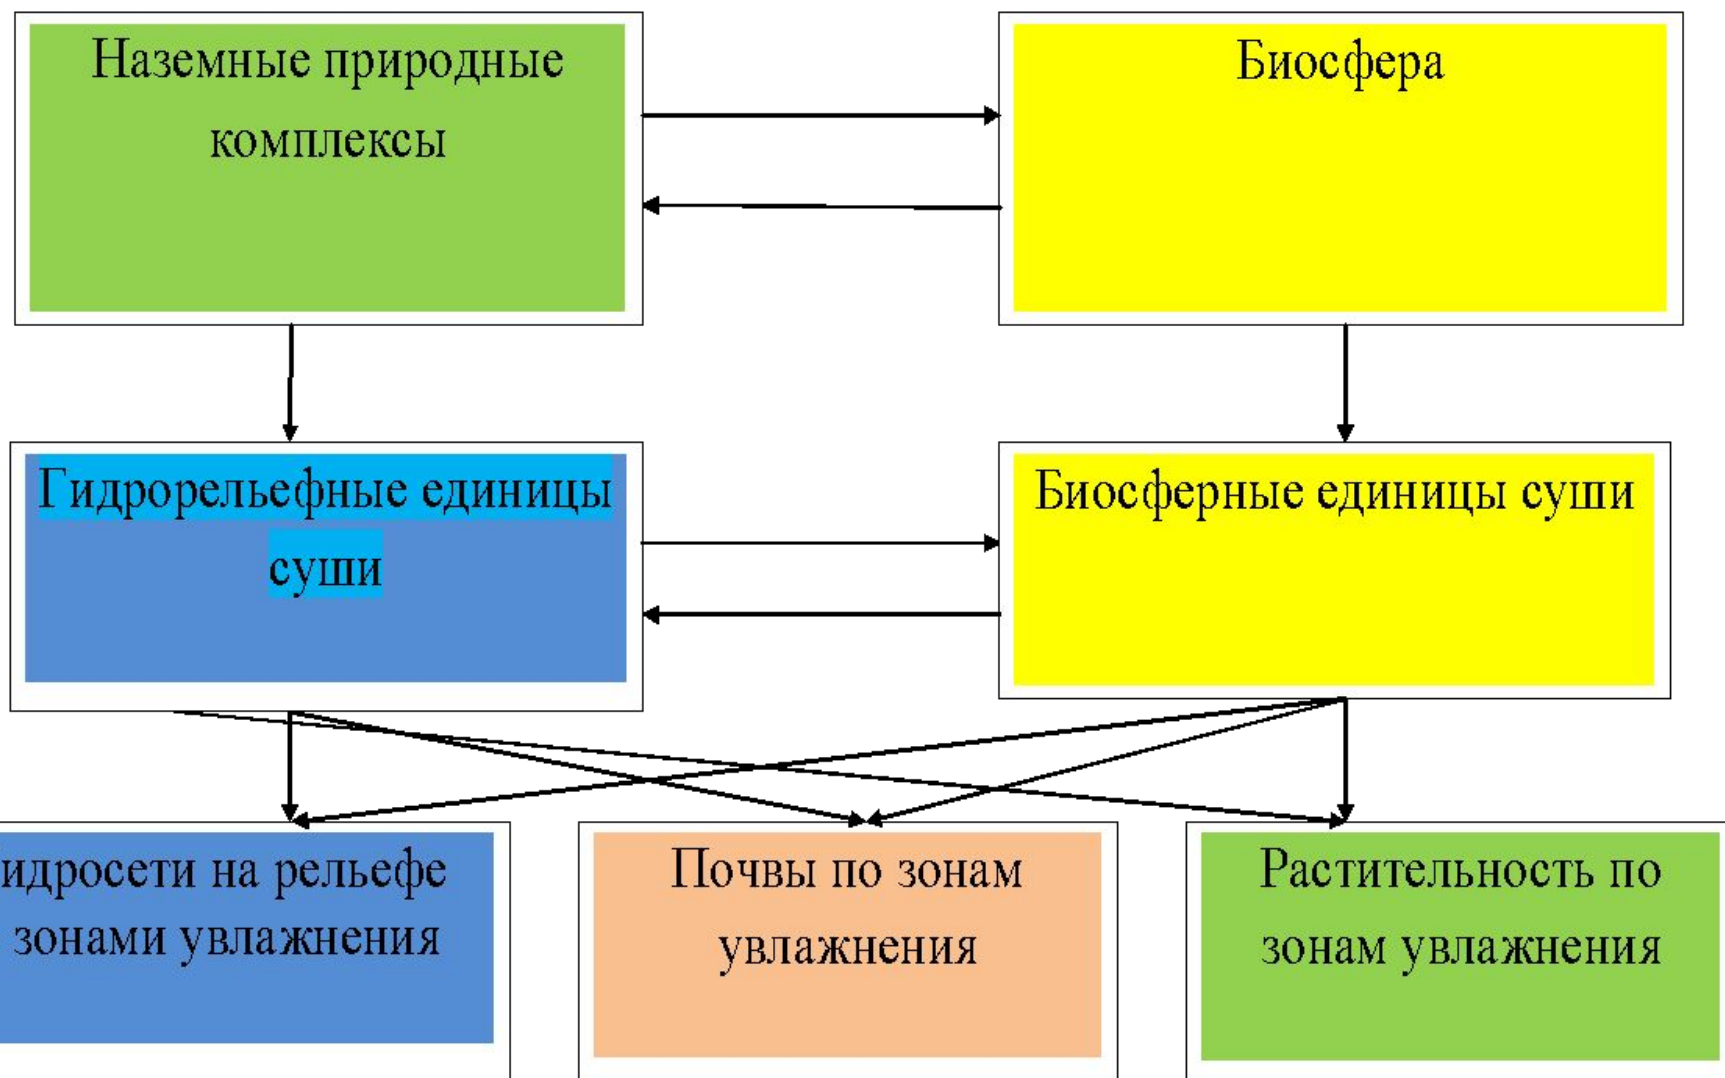 Наземные природные
комплексы
Биосфера
Гидрорельефные единицы
суши
Биосферные единицы суши
идросети на рельефе
зонами увлажнения
Почвы по зонам
увлажнения
Растительность по
зонам увлажнения